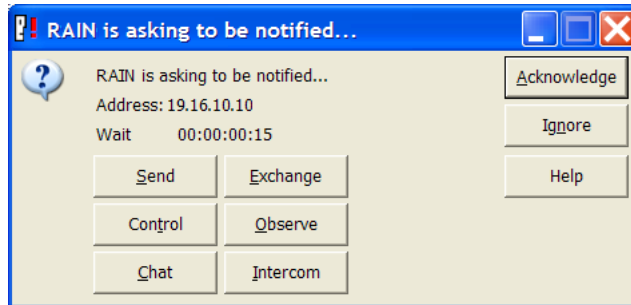 RAIN is asking to be notified...
RAIN is asking to be notified...
Address: 19.16.10.10
Wait 00:00:00:15
Acknowledge
Ignore
Help
Send Exchange
Control Observe
Chat Intercom